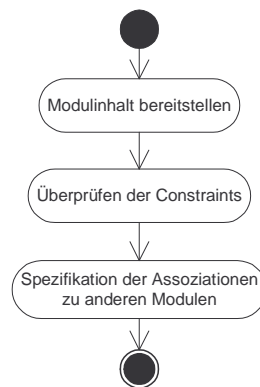 Modulinhalt bereitstellen
Überprüfen der Constraints
Spezifikation der Assoziationen
zu anderen Modulen